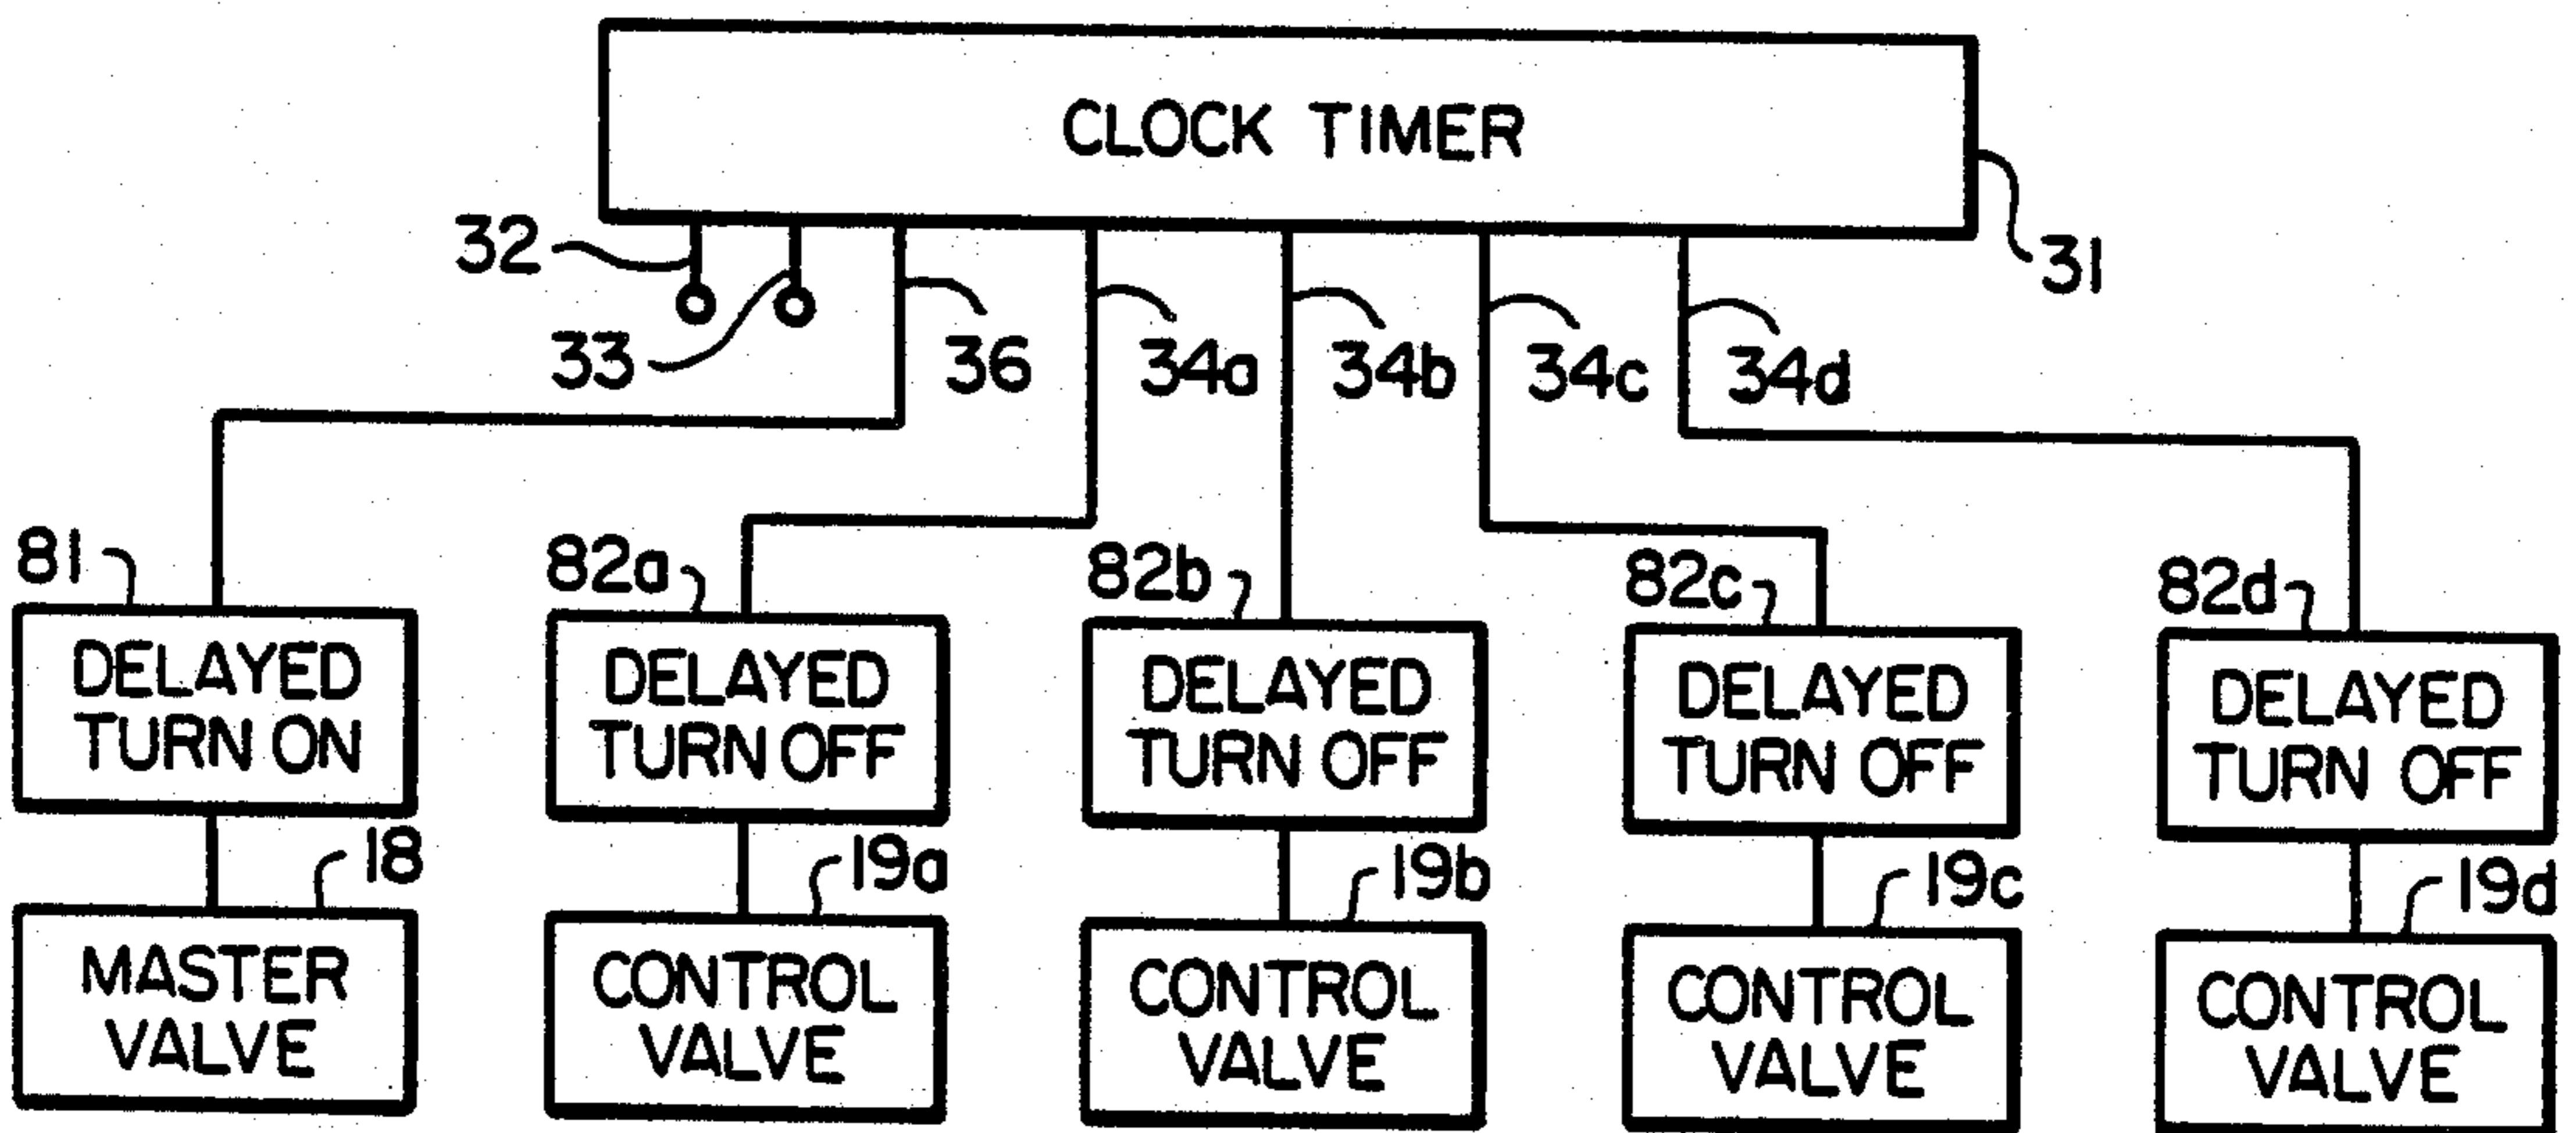 CLOCK TIMER
32
33
36
34a
34b
34c
34d
31
81
82a
82b
82c
82d
DELAYED
TURN ON
DELAYED
TURN OFF
DELAYED
TURN OFF
DELAYED
TURN OFF
DELAYED
TURN OFF
18
19a
19b
19c
19d
MASTER
VALVE
CONTROL
VALVE
CONTROL
VALVE
CONTROL
VALVE
CONTROL
VALVE